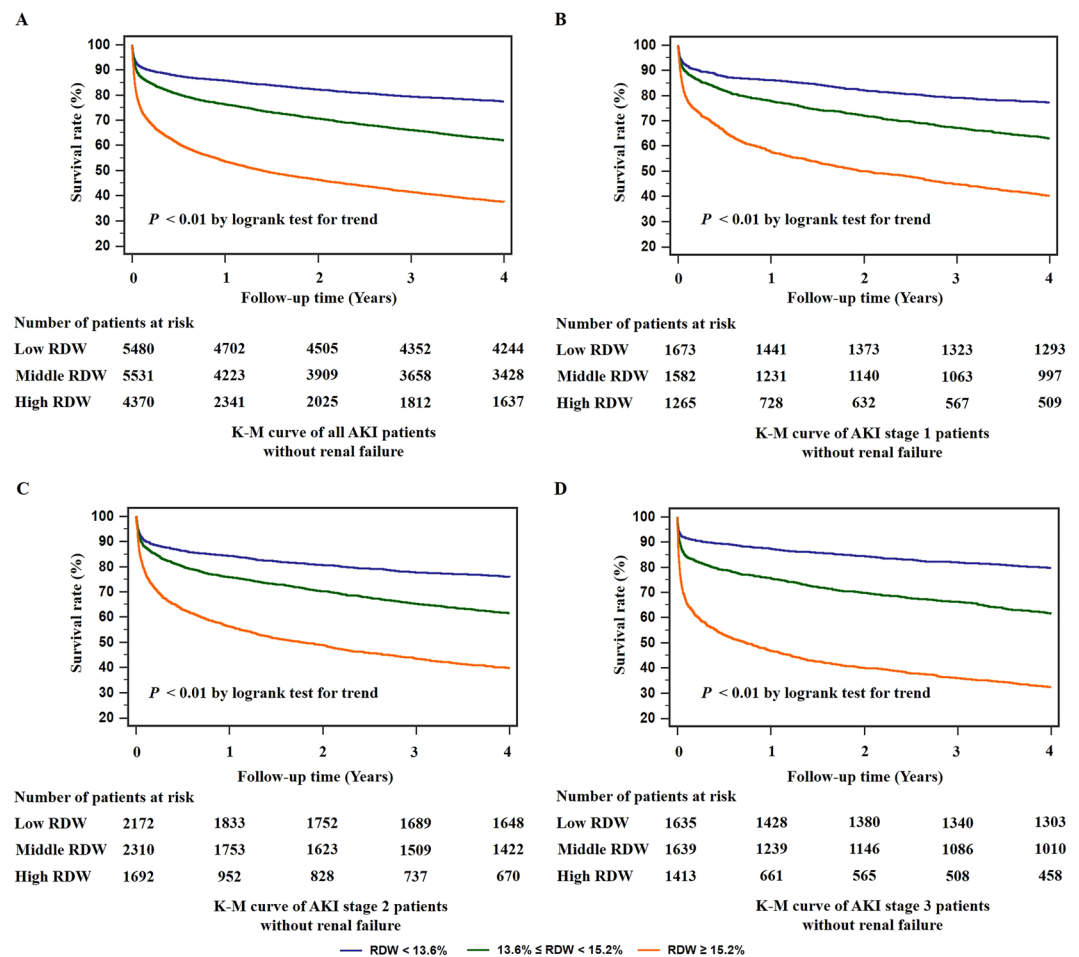 A
100
90
80
70
60
50
40
30
20
Survival rate (%)
P < 0.01 by logrank test for trend
0 1 2 3 4
Follow-up time (Years)
Number of patients at risk
Low RDW 5480 4702 4505 4352 4244
Middle RDW 5531 4223 3909 3658 3428
High RDW 4370 2341 2025 1812 1637
K-M curve of all AKI patients
without renal failure
B
100
90
80
70
60
50
40
30
20
Survival rate (%)
P < 0.01 by logrank test for trend
0 1 2 3 4
Follow-up time (Years)
Number of patients at risk
Low RDW 1673 1441 1373 1323 1293
Middle RDW 1582 1231 1140 1063 997
High RDW 1265 728 632 567 509
K-M curve of AKI stage 1 patients
without renal failure
C
100
90
80
70
60
50
40
30
20
Survival rate (%)
P < 0.01 by logrank test for trend
0 1 2 3 4
Follow-up time (Years)
Number of patients at risk
Low RDW 2172 1833 1752 1689 1648
Middle RDW 2310 1753 1623 1509 1422
High RDW 1692 952 828 737 670
K-M curve of AKI stage 2 patients
without renal failure
D
100
90
80
70
60
50
40
30
20
Survival rate (%)
P < 0.01 by logrank test for trend
0 1 2 3 4
Follow-up time (Years)
Number of patients at risk
Low RDW 1635 1428 1380 1340 1303
Middle RDW 1639 1239 1146 1086 1010
High RDW 1413 661 565 508 458
K-M curve of AKI stage 3 patients
without renal failure
RDW < 13.6% 13.6% ≤ RDW < 15.2% RDW ≥ 15.2%